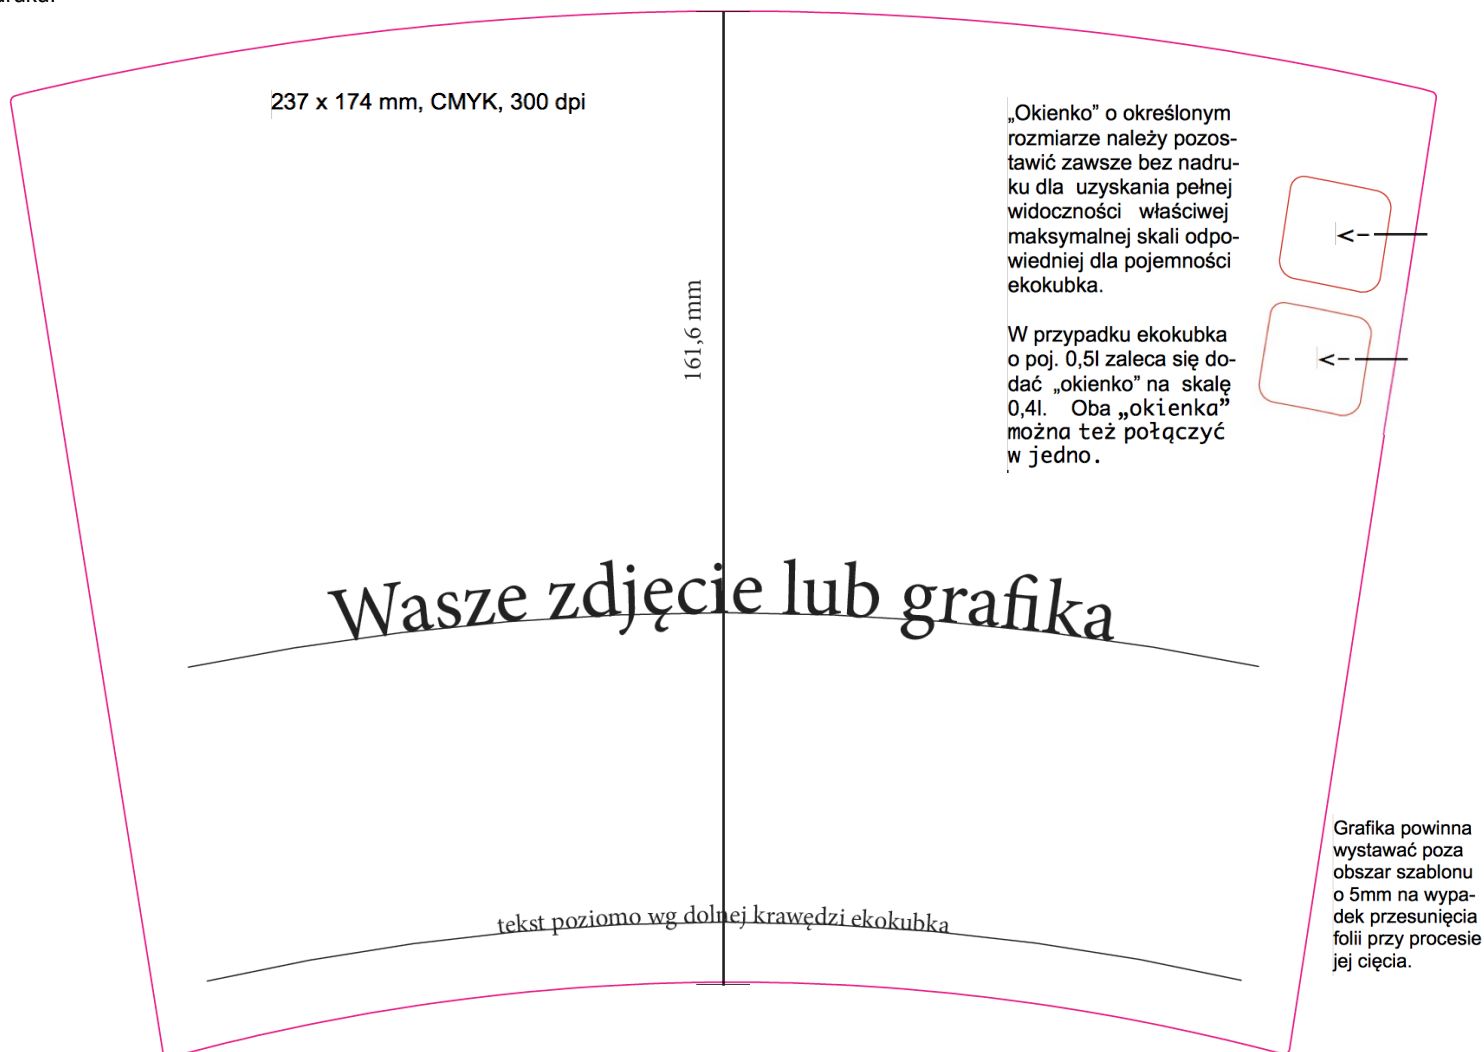 237 x 174 mm, CMYK, 300 dpi
„Okienko” o określonym
rozmiarze należy pozos-
tawić zawsze bez nadru-
ku dla uzyskania pełnej
widoczności właściwej
maksymalnej skali odpo-
wiedniej dla pojemności
ekokubka.
W przypadku ekokubka
o poj. 0,5l zaleca się do-
dać „okienko” na skalę
0,4l. Oba „okienka”
można też połączyć
w jedno.
161,6 mm
Wasze zdjęcie lub grafika
Grafika powinna
wystawać poza
obszar szablonu
o 5mm na wypa-
dek przesunięcia
folii przy procesie
jej cięcia.
tekst poziomo wg dolnej krawędzi ekokubka